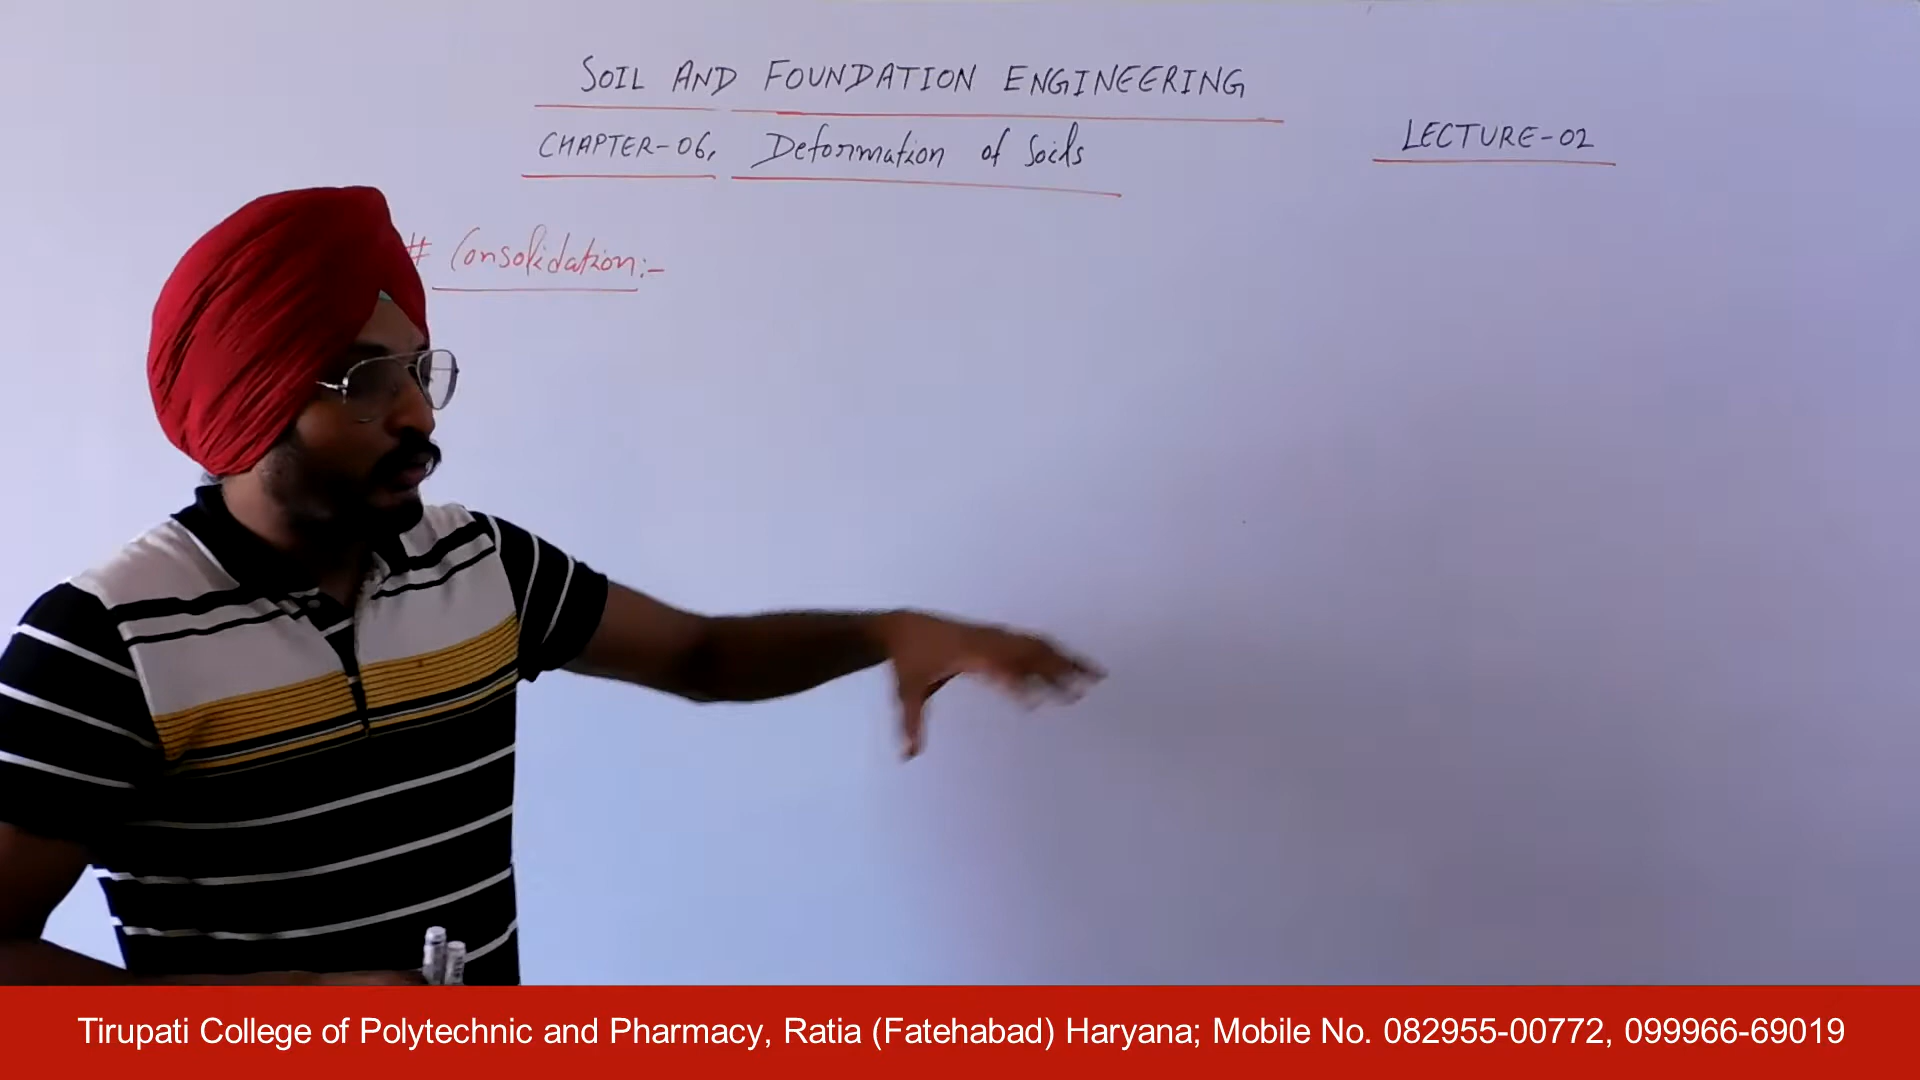 SOIL AND FOUNDATION ENGINEERING
CHAPTER-06, Deformation of Soils
LECTURE-02
# Consolidation:-
Tirupati College of Polytechnic and Pharmacy, Ratia (Fatehabad) Haryana; Mobile No. 082955-00772, 099966-69019